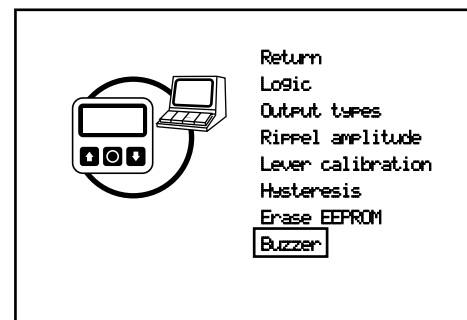 Return
Logic
Output types
Rippel amplitude
Lever calibration
Hysteresis
Erase EEPROM
Buzzer